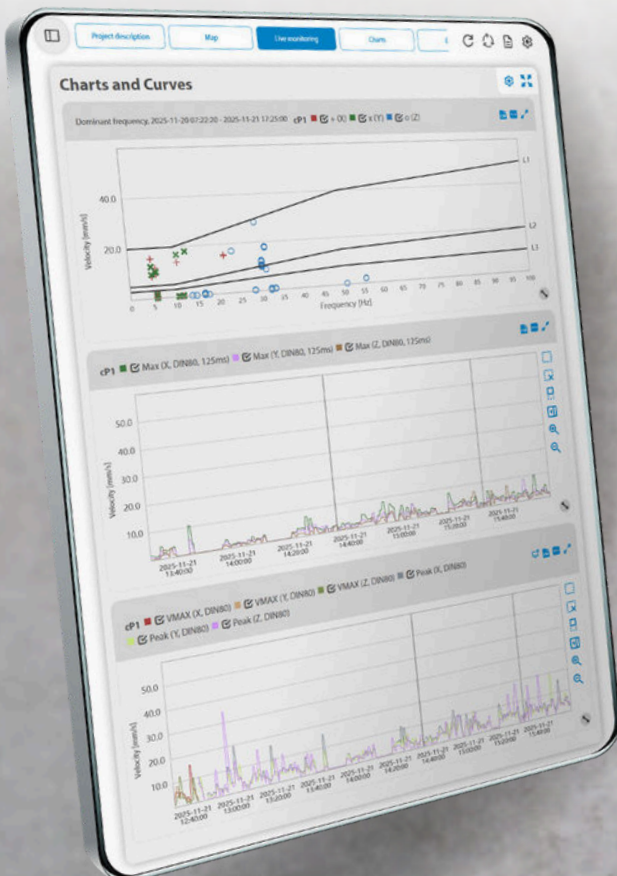 Project description Map Live monitoring Charts
Charts and Curves
Dominant frequency, 2025-11-20 07:22:20 - 2025-11-21 17:25:00 cP1 + (X) x (Y) o (Z)
L1
L2
L3
40.0
20.0
Velocity [mm/s]
0 5 10 15 20 25 30 35 40 45 50 55 60 65 70 75 80 85 90 95 100
Frequency [Hz]
cP1 Max (X, DIN80, 125ms) Max (Y, DIN80, 125ms) Max (Z, DIN80, 125ms)
50.0
40.0
30.0
20.0
10.0
Velocity [mm/s]
2025-11-21 2025-11-21 2025-11-21 2025-11-21 2025-11-21 2025-11-21 2025-11-21
13:40:00 14:00:00 14:20:00 14:40:00 15:00:00 15:20:00 15:40:00
cP1 VMAX (X, DIN80) VMAX (Y, DIN80) VMAX (Z, DIN80) Peak (X, DIN80)
Peak (Y, DIN80) Peak (Z, DIN80)
50.0
40.0
30.0
20.0
10.0
Velocity [mm/s]
2025-11-21 2025-11-21 2025-11-21 2025-11-21 2025-11-21 2025-11-21 2025-11-21 2025-11-21 2025-11-21 2025-11-21
12:40:00 13:00:00 13:20:00 13:40:00 14:00:00 14:20:00 14:40:00 15:00:00 15:20:00 15:40:00